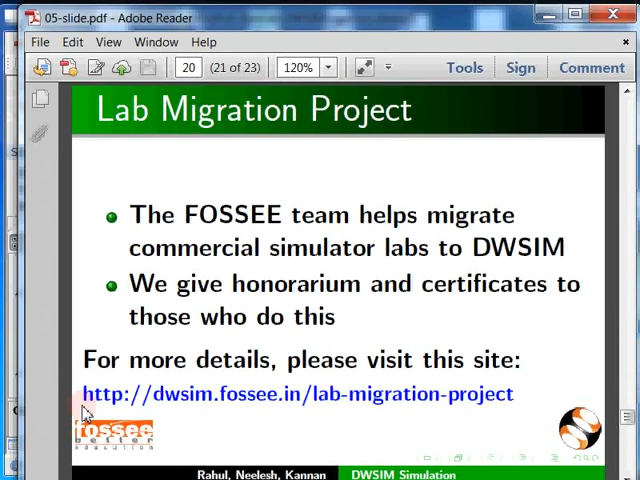 05-slide.pdf - Adobe Reader
File Edit View Window Help
20 (21 of 23) 120% Tools Sign Comment
Lab Migration Project
The FOSSEE team helps migrate
commercial simulator labs to DWSIM
We give honorarium and certificates to
those who do this
For more details, please visit this site:
http://dwsim.fossee.in/lab-migration-project
fossee
better
education
Rahul, Neelesh, Kannan DWSIM Simulation